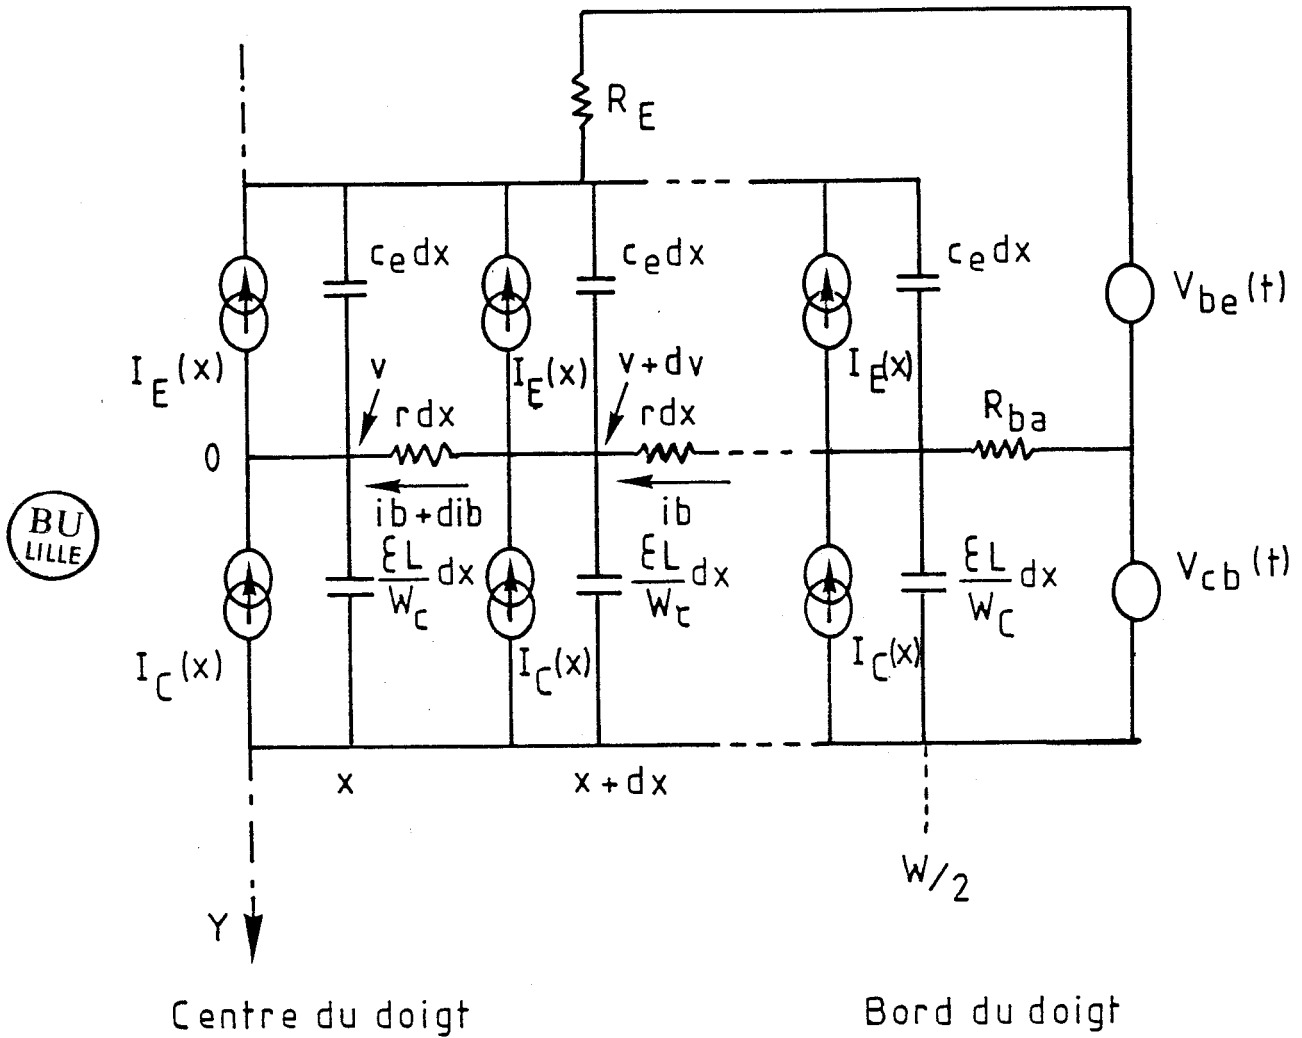 R_E
c_e dx
c_e dx
c_e dx
V_be(t)
I_E(x)
v
I_E(x)
v+dv
I_E(x)
R_ba
rdx
rdx
0
ib+dib
ib
BU
LILLE
εL/W_c dx
εL/W_c dx
εL/W_C dx
V_cb(t)
I_C(x)
I_C(x)
I_C(x)
x
x+dx
W/2
Y
Centre du doigt
Bord du doigt